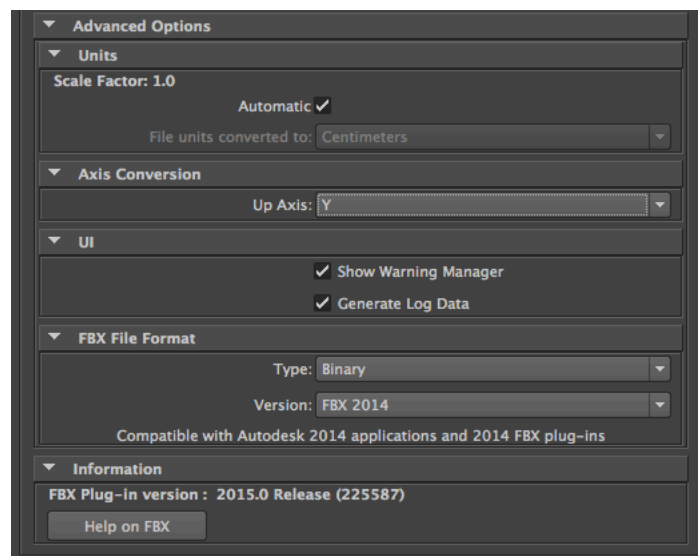 Advanced Options
Units
Scale Factor: 1.0
Automatic
File units converted to: Centimeters
Axis Conversion
Up Axis: Y
UI
Show Warning Manager
Generate Log Data
FBX File Format
Type: Binary
Version: FBX 2014
Compatible with Autodesk 2014 applications and 2014 FBX plug-ins
Information
FBX Plug-in version :  2015.0 Release (225587)
Help on FBX